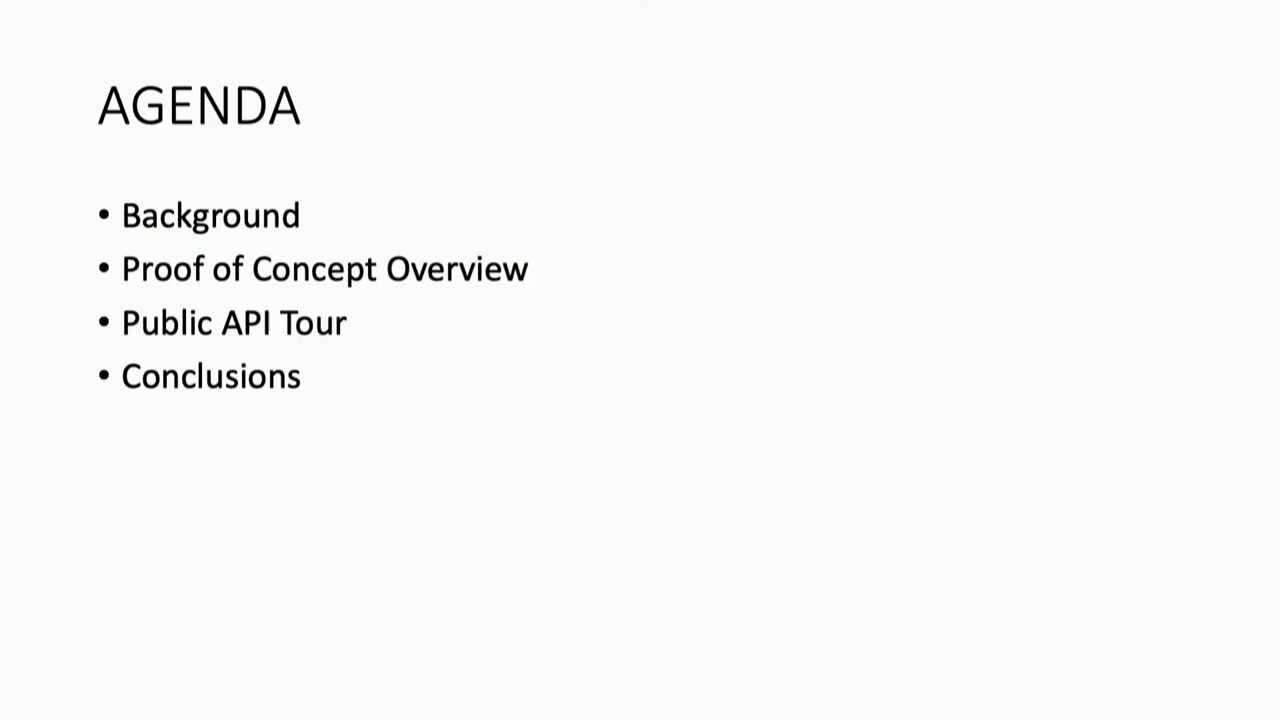 AGENDA
• Background
• Proof of Concept Overview
• Public API Tour
• Conclusions